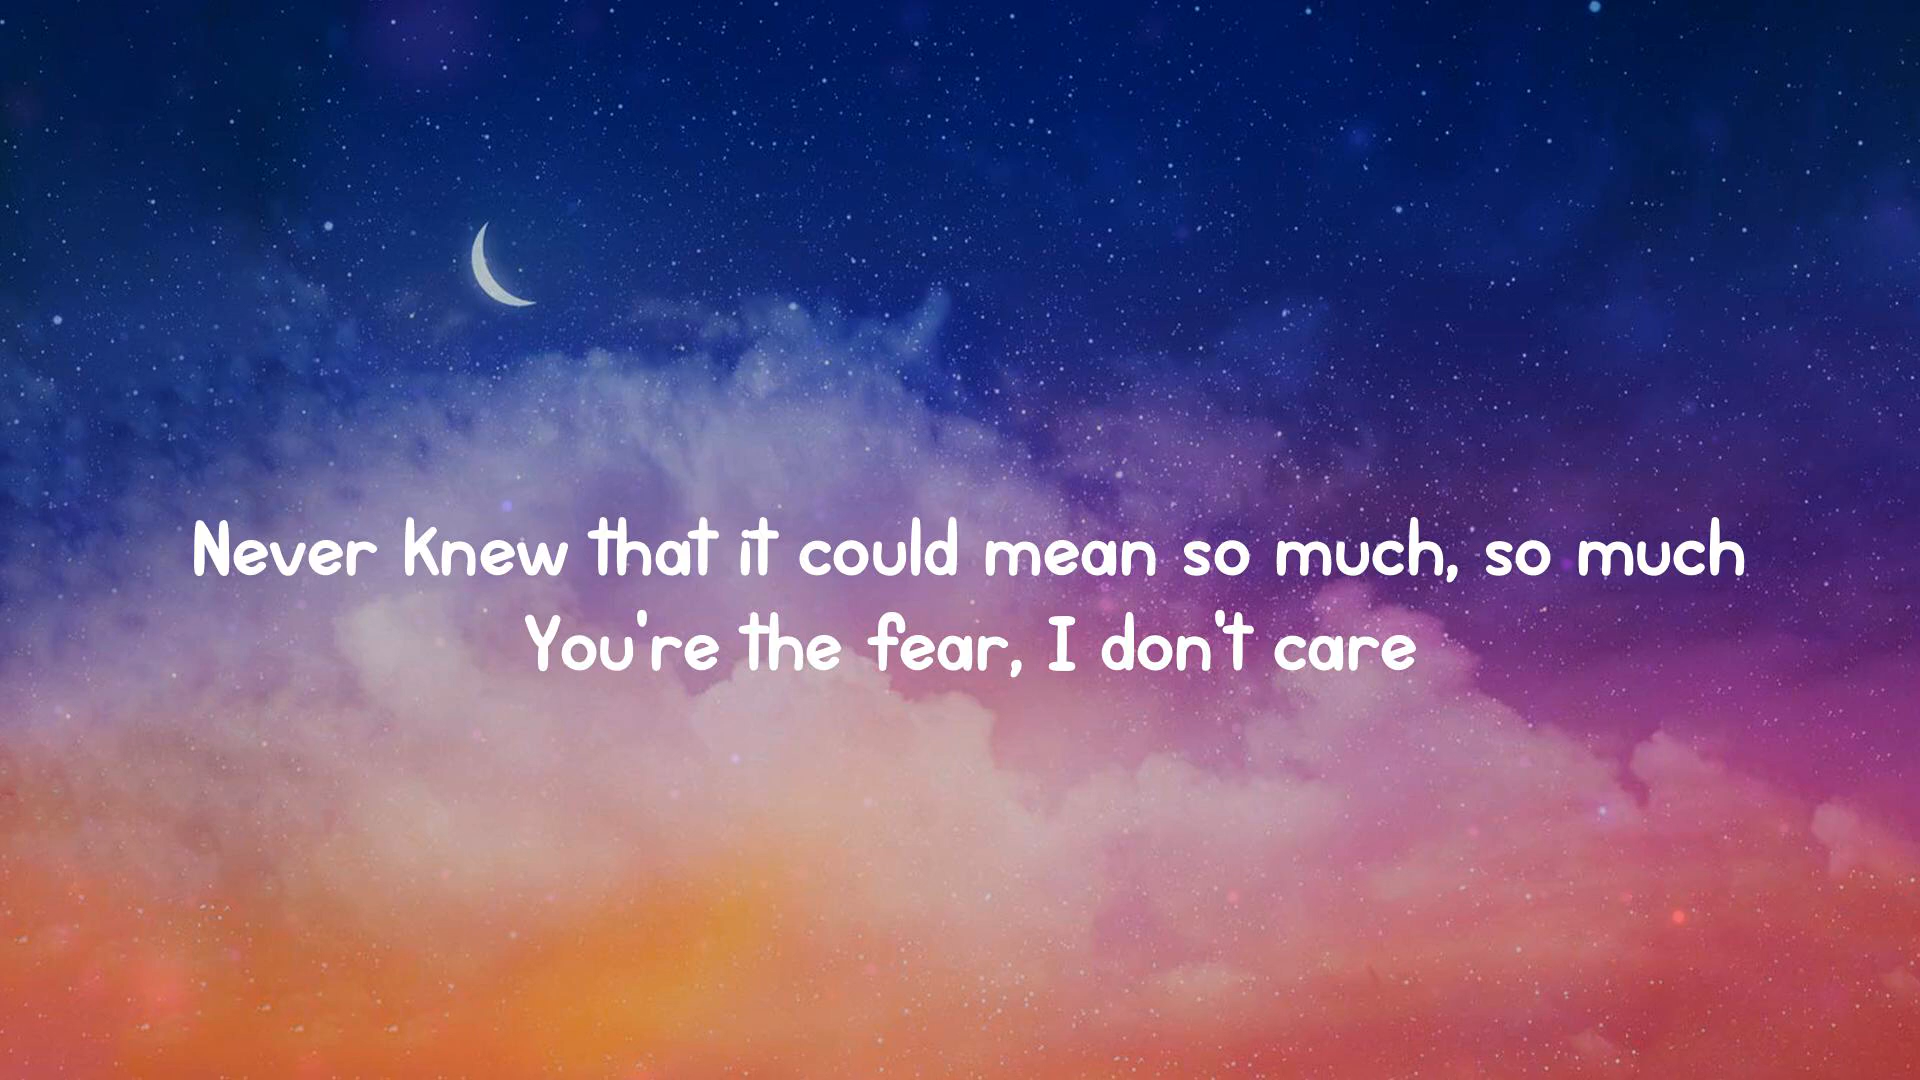 Never knew that it could mean so much, so much
You're the fear, I don't care